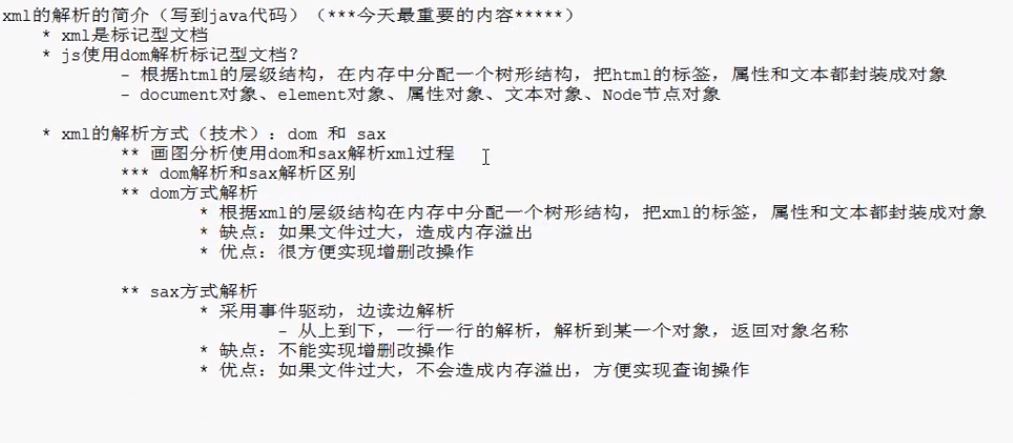 xml的解析的简介（写到java代码）（***今天最重要的内容*****）
* xml是标记型文档
* js使用dom解析标记型文档？
- 根据html的层级结构，在内存中分配一个树形结构，把html的标签，属性和文本都封装成对象
- document对象、element对象、属性对象、文本对象、Node节点对象
* xml的解析方式（技术）：dom 和 sax
** 画图分析使用dom和sax解析xml过程
*** dom解析和sax解析区别
** dom方式解析
* 根据xml的层级结构在内存中分配一个树形结构，把xml的标签，属性和文本都封装成对象
* 缺点：如果文件过大，造成内存溢出
* 优点：很方便实现增删改操作
** sax方式解析
* 采用事件驱动，边读边解析
- 从上到下，一行一行的解析，解析到某一个对象，返回对象名称
* 缺点：不能实现增删改操作
* 优点：如果文件过大，不会造成内存溢出，方便实现查询操作